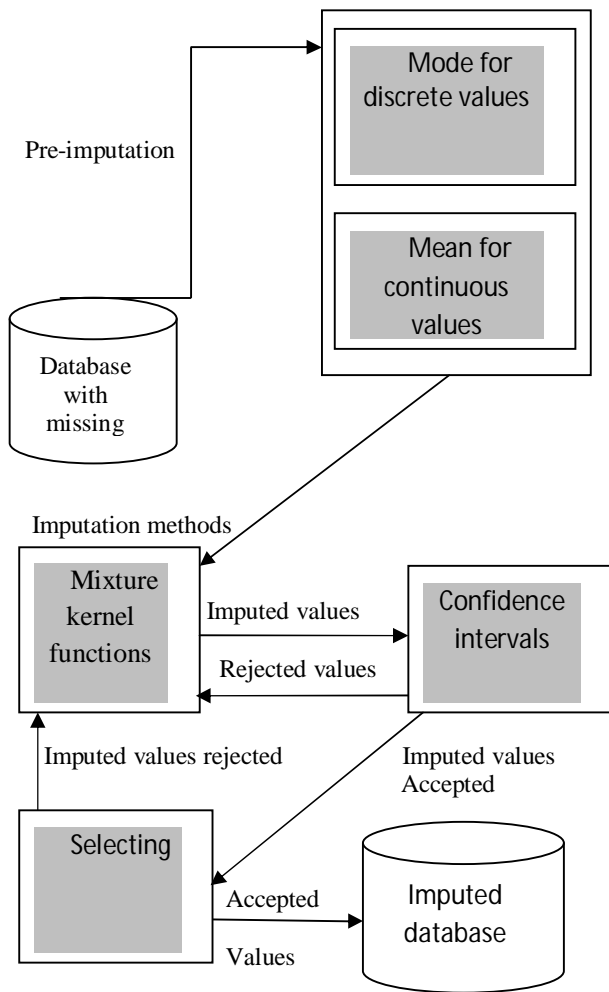 Mode for
discrete values
Pre-imputation
Mean for
continuous
values
Database
with
missing
Imputation methods
Mixture
kernel
functions
Imputed values
Confidence
intervals
Rejected values
Imputed values rejected
Imputed values
Accepted
Selecting
Accepted
Values
Imputed
database